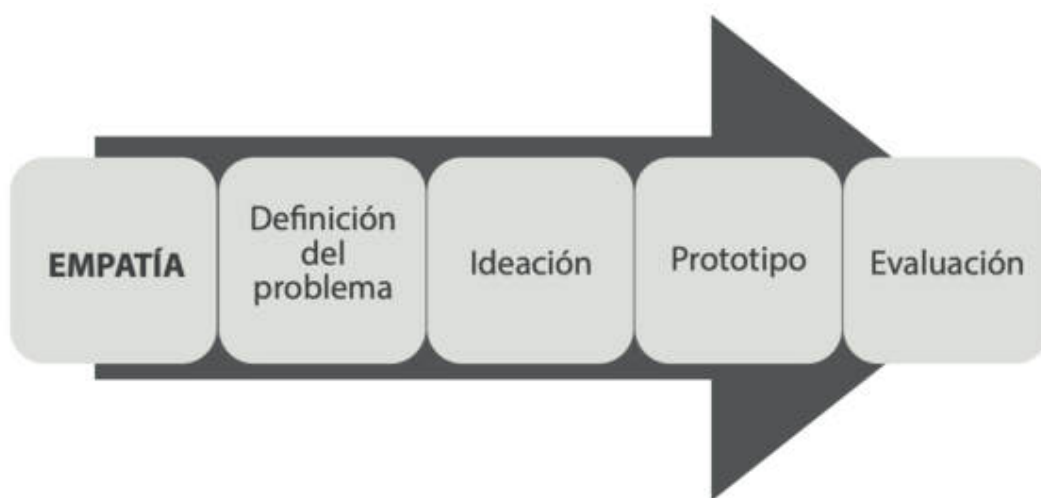 EMPATÍA
Definición
del
problema
Ideación
Prototipo
Evaluación